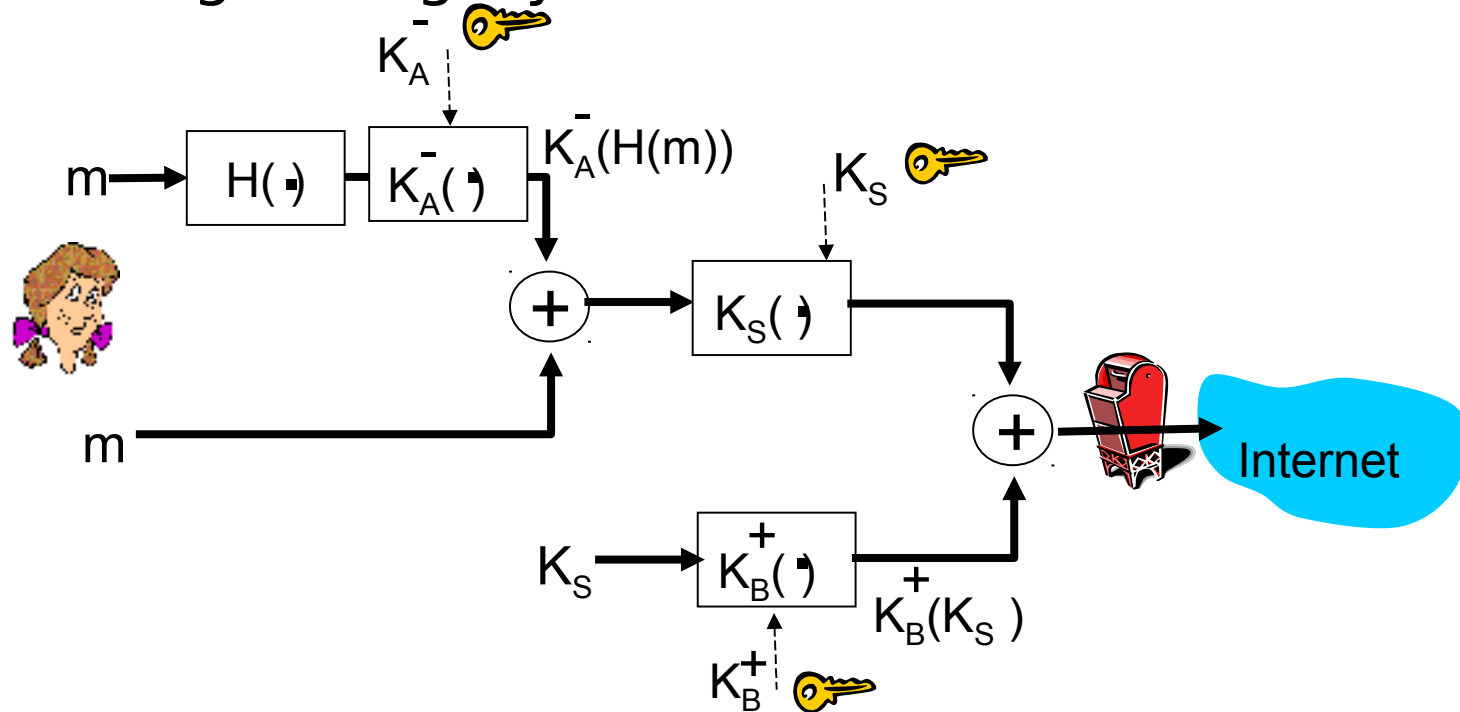 K_A^-
K_A^-(H(m))
m
H(·)
K_A^-(·)
K_S
+
K_S(·)
m
+
Internet
K_S
K_B^+(·)
K_B^+(K_S )
K_B^+